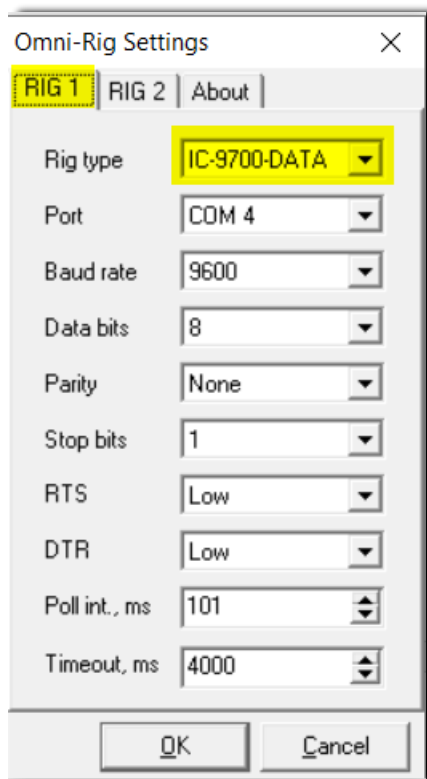 Omni-Rig Settings
RIG 1 RIG 2 About
Rig type IC-9700-DATA
Port COM 4
Baud rate 9600
Data bits 8
Parity None
Stop bits 1
RTS Low
DTR Low
Poll int., ms 101
Timeout, ms 4000
OK Cancel